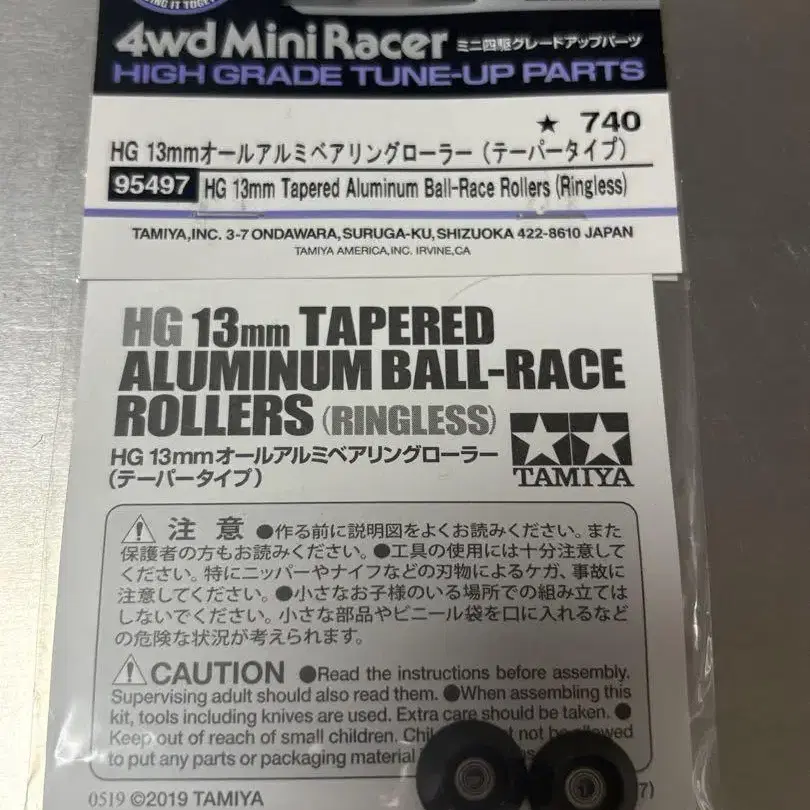 ING IT TOGET
4wd Mini Racer ミニ四駆グレードアップパーツ
HIGH GRADE TUNE-UP PARTS
★ 740
HG 13mmオールアルミベアリングローラー(テーパータイプ)
95497 HG 13mm Tapered Aluminum Ball-Race Rollers (Ringless)
TAMIYA,INC. 3-7 ONDAWARA, SURUGA-KU, SHIZUOKA 422-8610 JAPAN
TAMIYA AMERICA,INC. IRVINE,CA
HG 13mm TAPERED
ALUMINUM BALL-RACE
ROLLERS (RINGLESS)
HG 13mmオールアルミベアリングローラー
(テーパータイプ)
TAMIYA
注意 ●作る前に説明図をよくお読みください。また
保護者の方もお読みください。●工具の使用には十分注意して
ください。特にニッパーやナイフなどの刃物によるケガ、事故に
注意してください。●小さなお子様のいる場所での組み立ては
しないでください。小さな部品やビニール袋を口に入れるなど
の危険な状況が考えられます。
CAUTION ●Read the instructions before assembly.
Supervising adult should also read them. ●When assembling this
kit, tools including knives are used. Extra care should be taken. ●
Keep out of reach of small children. not be allowed
to put any parts or packaging material
0519 ©2019 TAMIYA